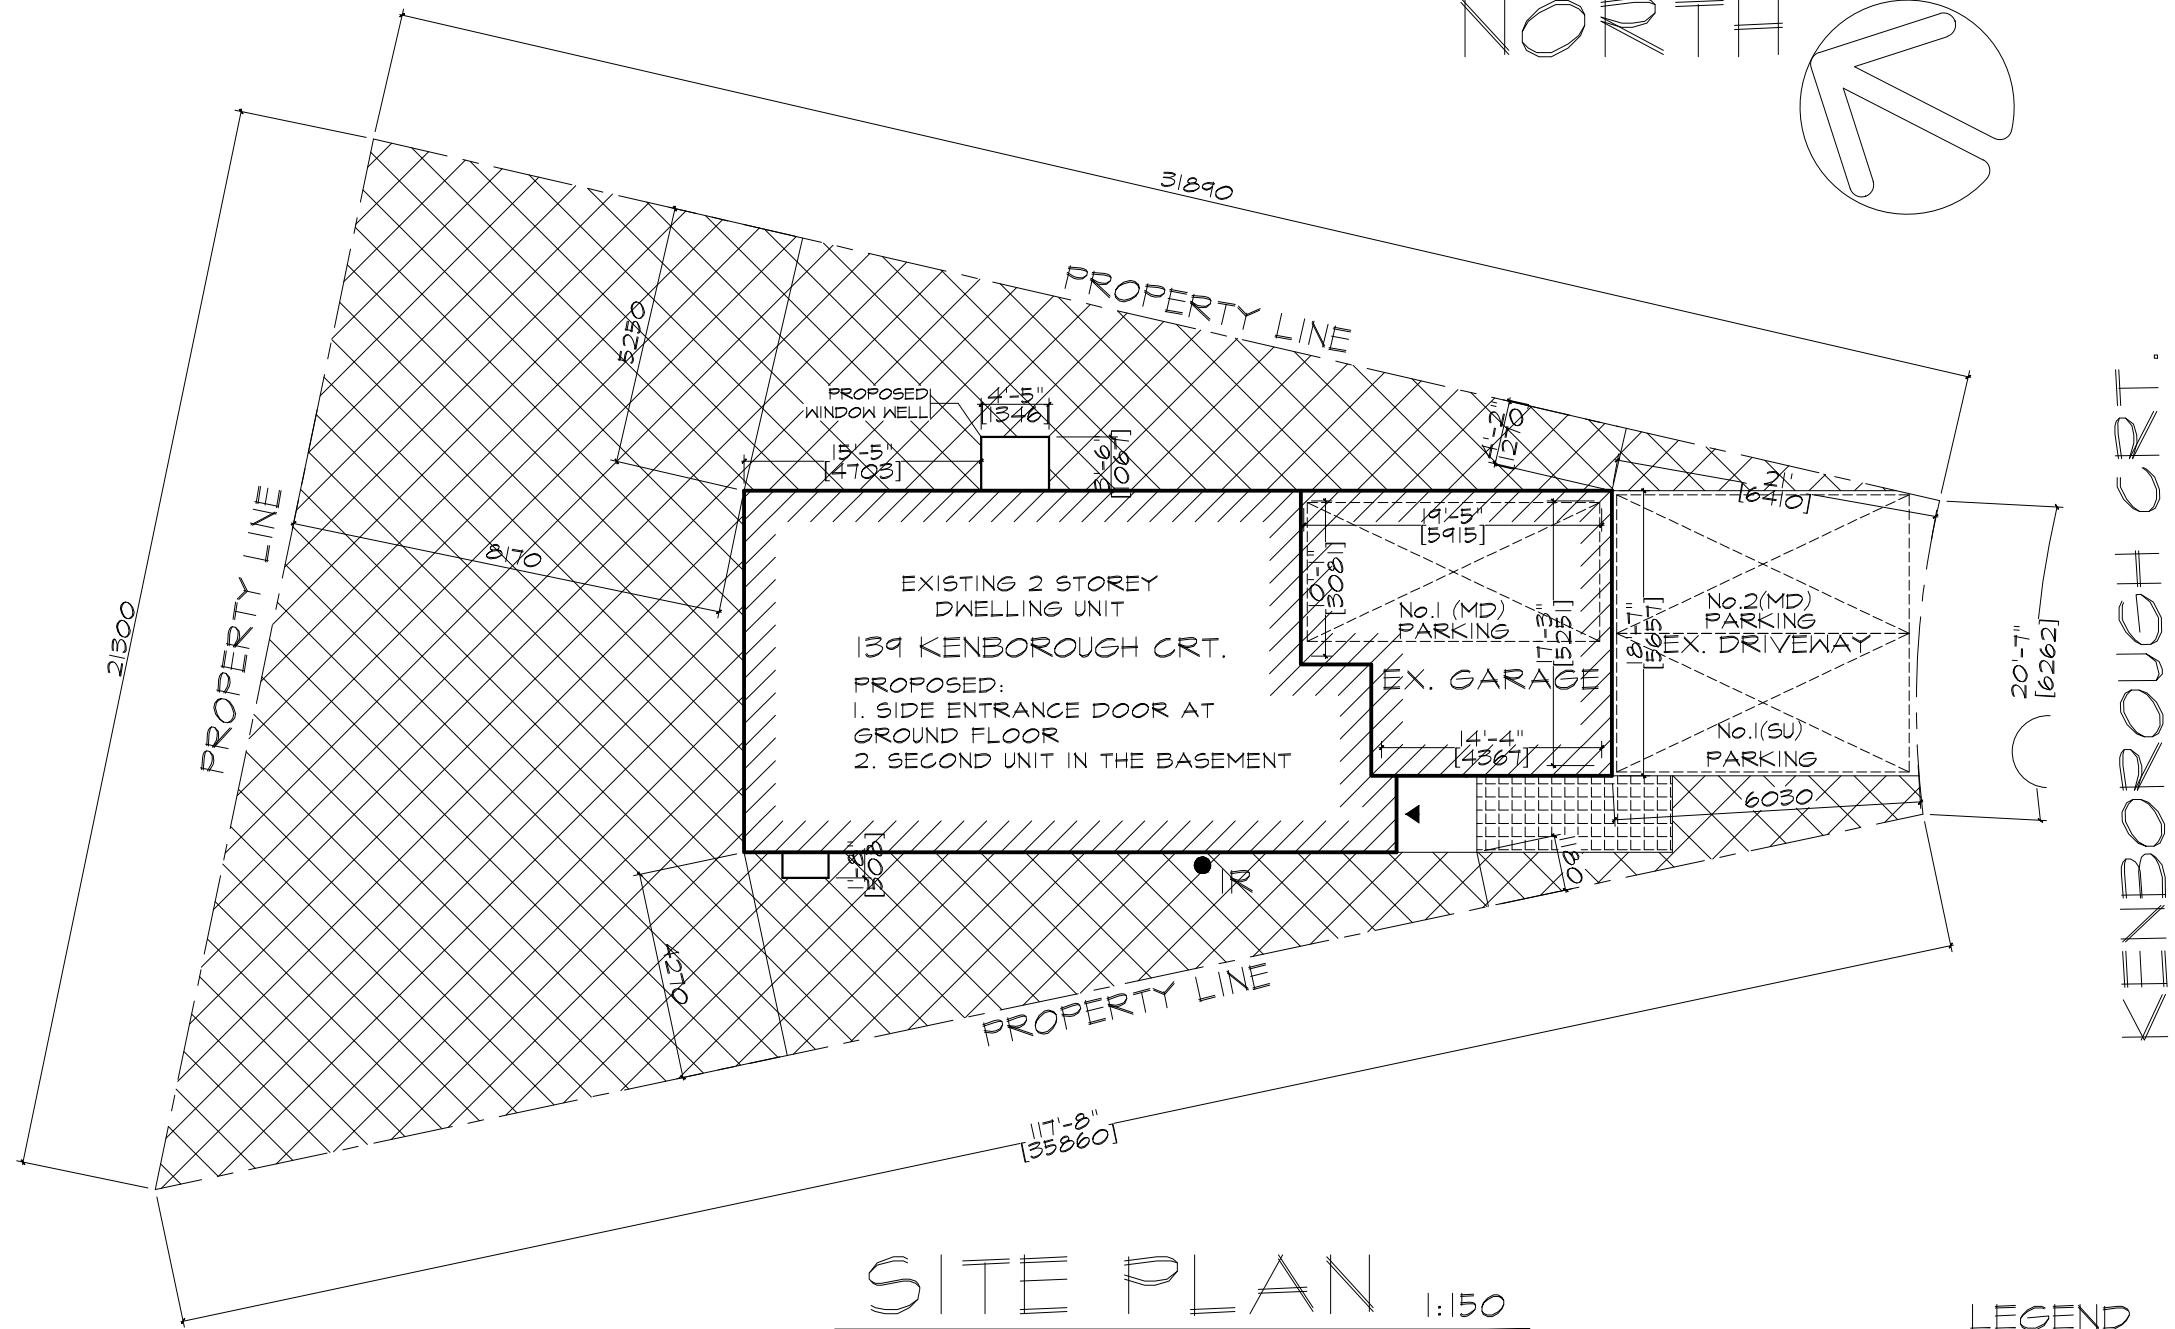 NORTH
31890
PROPERTY LINE
5250
PROPOSED
WINDOW WELL
4'-5"
[1346]
4'-2"
[1270]
15'-5"
[4703]
3'-6"
[1067]
21'
[6410]
19'-5"
[5915]
10'-1"
[3081]
8170
PROPERTY LINE
21300
EXISTING 2 STOREY
DWELLING UNIT
139 KENBOROUGH CRT.
PROPOSED:
1. SIDE ENTRANCE DOOR AT
GROUND FLOOR
2. SECOND UNIT IN THE BASEMENT
No.1 (MD)
PARKING
17'-3"
[5251]
EX. GARAGE
14'-4"
[4367]
18'-7"
[5657]
No.2(MD)
PARKING
EX. DRIVEWAY
No.1(SU)
PARKING
20'-7"
[6262]
KENBOROUGH CRT.
6030
1180
1'-8"
[508]
R
4270
PROPERTY LINE
117'-8"
[35860]
SITE PLAN 1:150
LEGEND